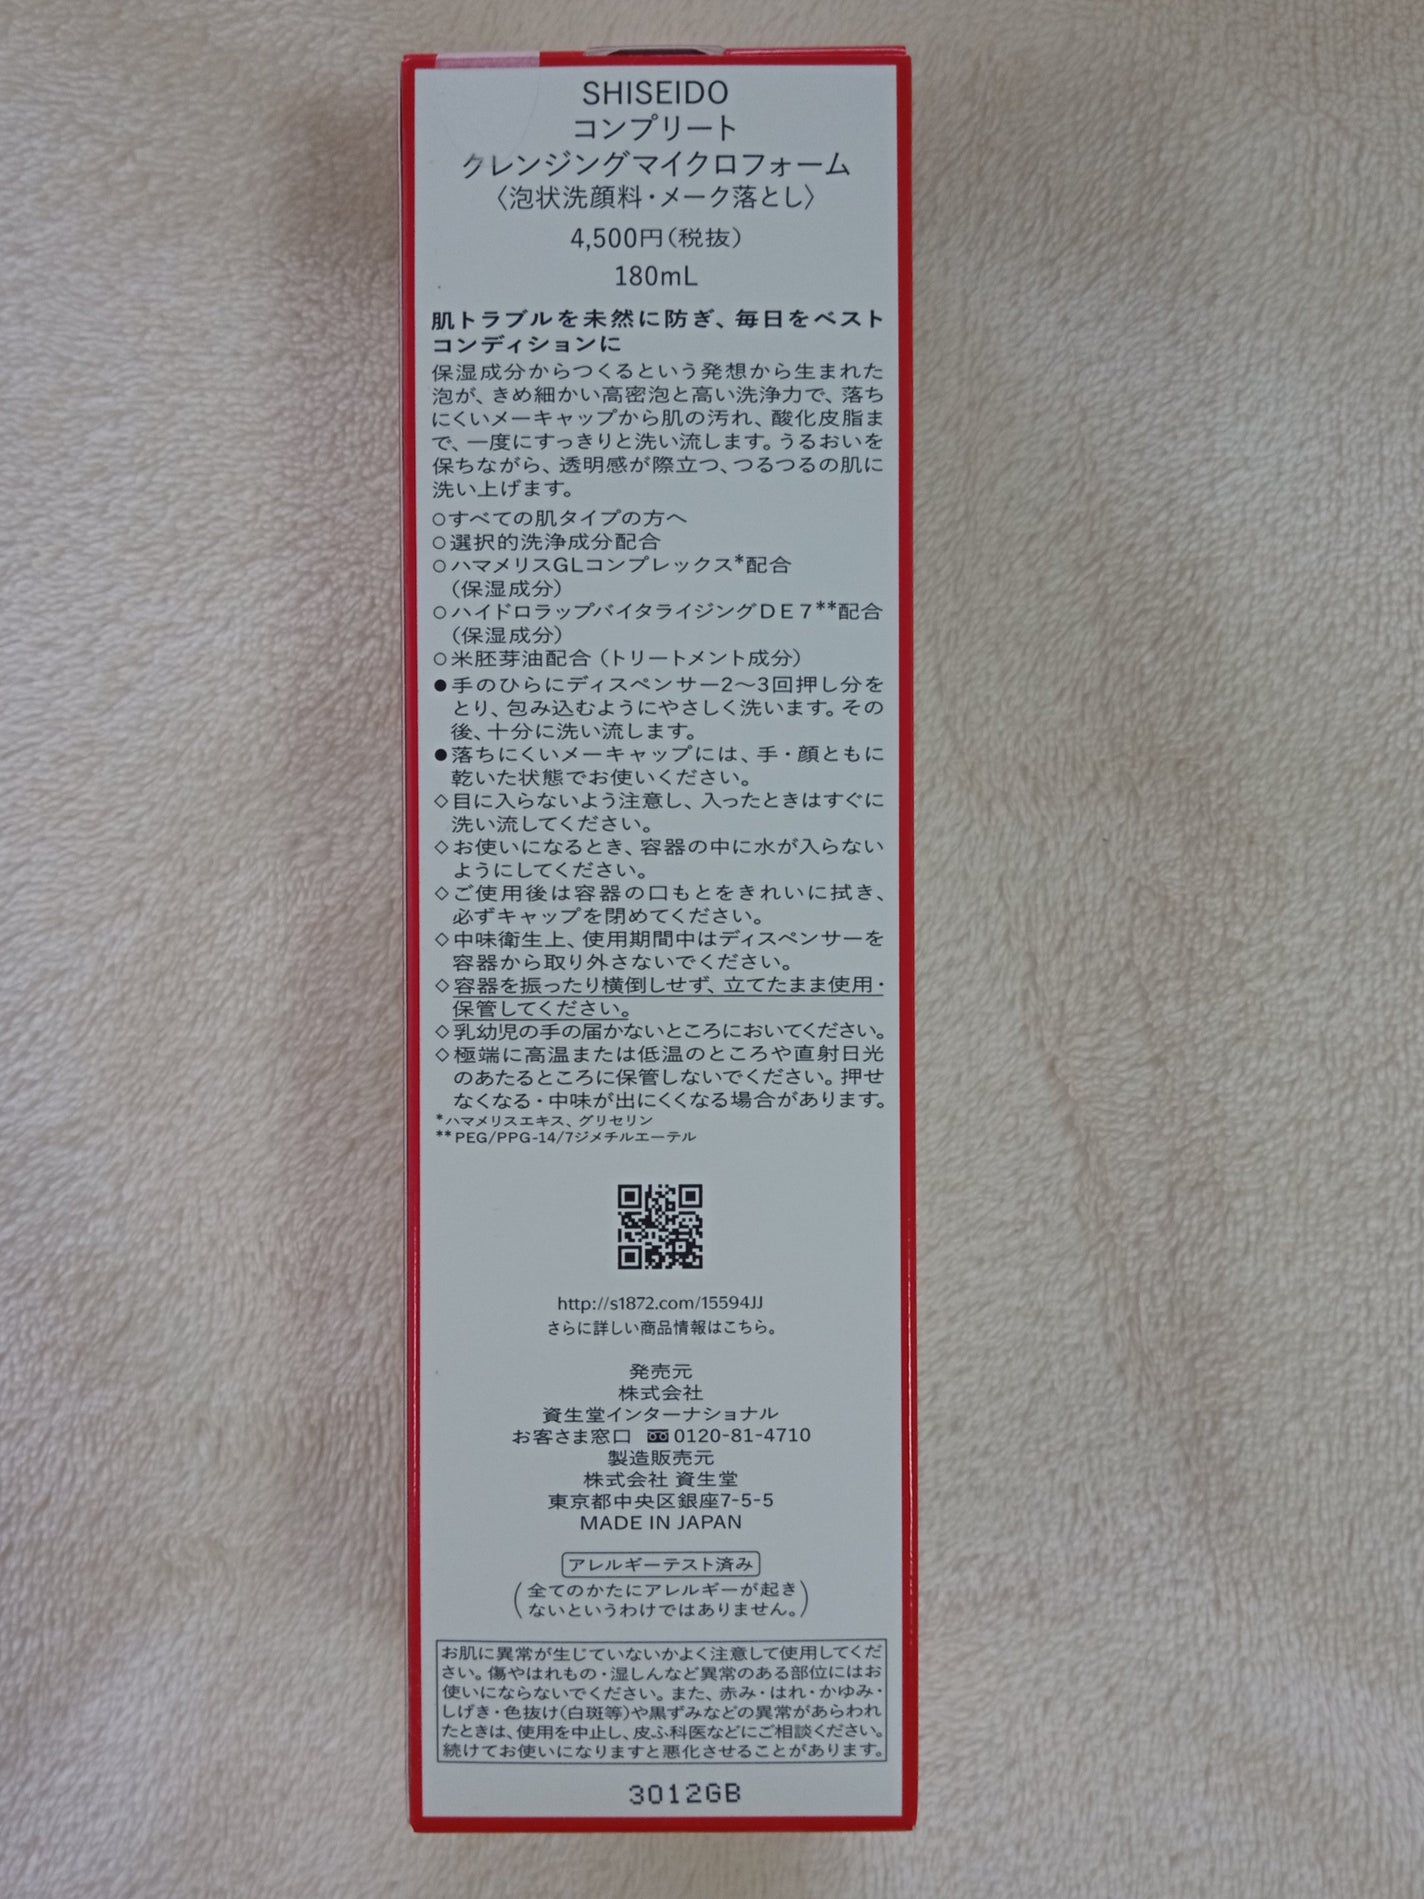 SHISEIDO
コンプリート
クレンジングマイクロフォーム
〈泡状洗顔料・メーク落とし〉
4,500円(税抜)
180mL
肌トラブルを未然に防ぎ、毎日をベスト
コンディションに
保湿成分からつくるという発想から生まれた
泡が、きめ細かい高密泡と高い洗浄力で、落ち
にくいメーキャップから肌の汚れ、酸化皮脂ま
で、一度にすっきりと洗い流します。うるおいを
保ちながら、透明感が際立つ、つるつるの肌に
洗い上げます。
○すべての肌タイプの方へ
○選択的洗浄成分配合
○ハマメリスGLコンプレックス*配合
(保湿成分)
○ハイドロラップバイタライジングDE7**配合
(保湿成分)
○米胚芽油配合(トリートメント成分)
●手のひらにディスペンサー2〜3回押し分を
とり、包み込むようにやさしく洗います。その
後、十分に洗い流します。
●落ちにくいメーキャップには、手・顔ともに
乾いた状態でお使いください。
◇目に入らないよう注意し、入ったときはすぐに
洗い流してください。
◇お使いになるとき、容器の中に水が入らない
ようにしてください。
◇ご使用後は容器の口もとをきれいに拭き、
必ずキャップを閉めてください。
◇中味衛生上、使用期間中はディスペンサーを
容器から取り外さないでください。
◇容器を振ったり横倒しせず、立てたまま使用・
保管してください。
◇乳幼児の手の届かないところにおいてください。
◇極端に高温または低温のところや直射日光
のあたるところに保管しないでください。押せ
なくなる・中味が出にくくなる場合があります。
*ハマメリスエキス、グリセリン
**PEG/PPG-14/7ジメチルエーテル
http://s1872.com/15594JJ
さらに詳しい商品情報はこちら。
発売元
株式会社
資生堂インターナショナル
お客さま窓口 0120-81-4710
製造販売元
株式会社 資生堂
東京都中央区銀座7-5-5
MADE IN JAPAN
アレルギーテスト済み
(全てのかたにアレルギーが起き
ないというわけではありません。)
お肌に異常が生じていないかよく注意して使用してくだ
さい。傷やはれもの・湿しんなど異常のある部位にはお
使いにならないでください。また、赤み・はれ・かゆみ・
しげき・色抜け(白斑等)や黒ずみなどの異常があらわれ
たときは、使用を中止し、皮ふ科医などにご相談ください。
続けてお使いになりますと悪化させることがあります。
3012GB